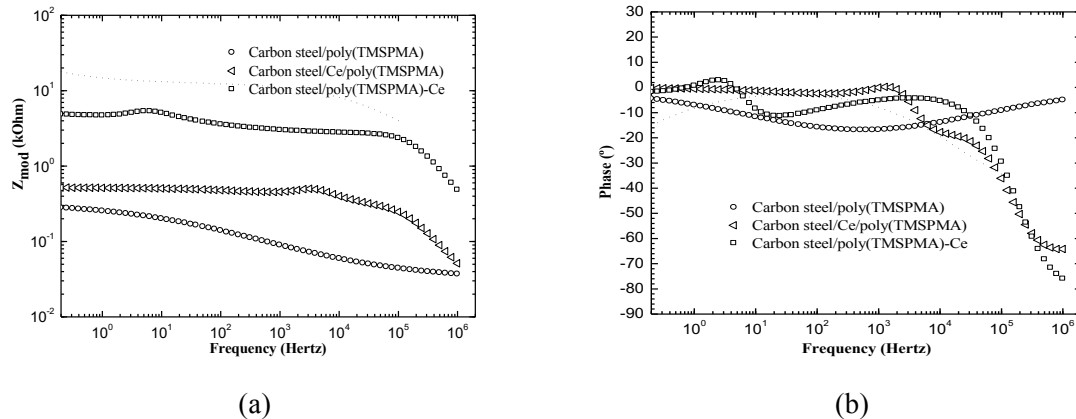 10²
10¹
10⁰
10⁻¹
10⁻²
Z_mod (kOhm)
Carbon steel/poly(TMSPMA)
Carbon steel/Ce/poly(TMSPMA)
Carbon steel/poly(TMSPMA)-Ce
10⁰ 10¹ 10² 10³ 10⁴ 10⁵ 10⁶
Frequency (Hertz)
(a)
30
20
10
0
-10
-20
-30
-40
-50
-60
-70
-80
-90
Phase (º)
Carbon steel/poly(TMSPMA)
Carbon steel/Ce/poly(TMSPMA)
Carbon steel/poly(TMSPMA)-Ce
10⁰ 10¹ 10² 10³ 10⁴ 10⁵ 10⁶
Frequency (Hertz)
(b)